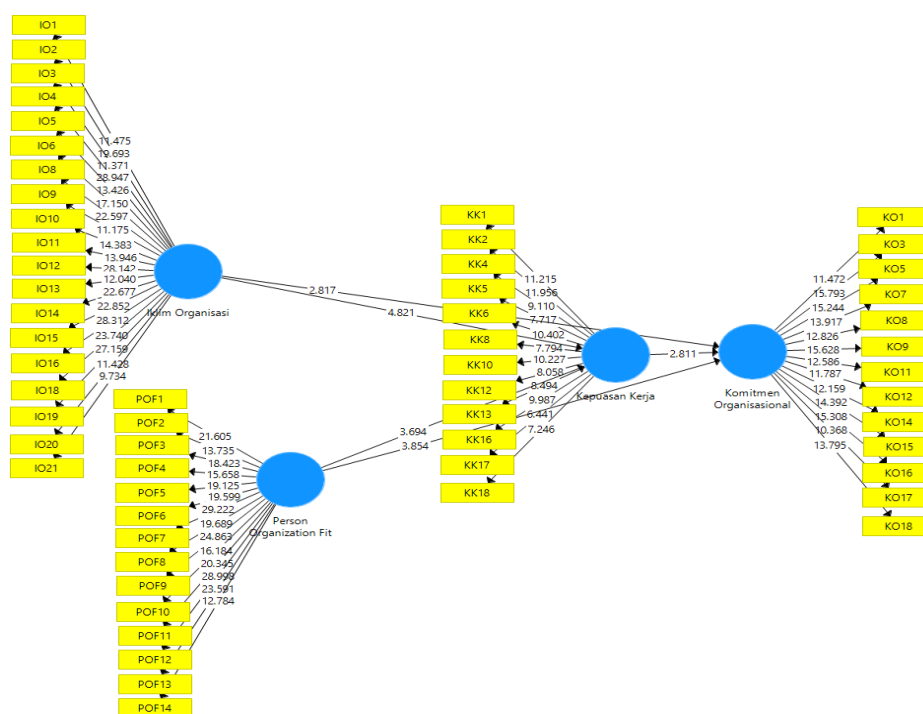 IO1
IO2
IO3
IO4
IO5
IO6
IO8
IO9
IO10
IO11
IO12
IO13
IO14
IO15
IO16
IO18
IO19
IO20
IO21
11.475
19.693
11.371
28.947
13.426
17.150
22.597
11.175
14.383
13.946
28.142
12.040
22.677
22.852
28.312
23.740
27.159
11.428
9.734
Iklim Organisasi
2.817
4.821
POF1
POF2
POF3
POF4
POF5
POF6
POF7
POF8
POF9
POF10
POF11
POF12
POF13
POF14
21.605
13.735
18.423
15.658
19.125
19.599
29.222
19.689
24.863
16.184
20.345
28.998
23.591
12.784
Person
Organization Fit
3.694
3.854
KK1
KK2
KK4
KK5
KK6
KK8
KK10
KK12
KK13
KK16
KK17
KK18
11.215
11.956
9.110
7.717
10.402
7.794
10.227
8.058
8.494
9.987
6.441
7.246
Kepuasan Kerja
2.811
Komitmen
Organisasional
11.472
15.793
15.244
13.917
12.826
15.628
12.586
11.787
12.159
14.392
15.308
10.368
13.795
KO1
KO3
KO5
KO7
KO8
KO9
KO11
KO12
KO14
KO15
KO16
KO17
KO18